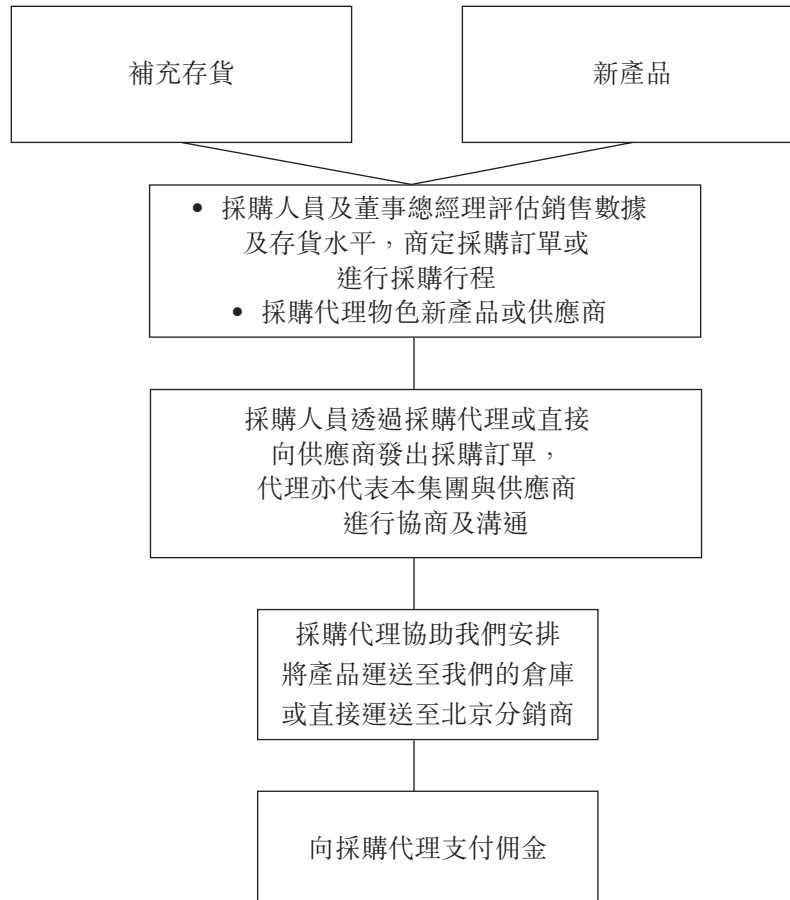 補充存貨
新產品
• 採購人員及董事總經理評估銷售數據
及存貨水平，商定採購訂單或
進行採購行程
• 採購代理物色新產品或供應商
採購人員透過採購代理或直接
向供應商發出採購訂單，
代理亦代表本集團與供應商
進行協商及溝通
採購代理協助我們安排
將產品運送至我們的倉庫
或直接運送至北京分銷商
向採購代理支付佣金